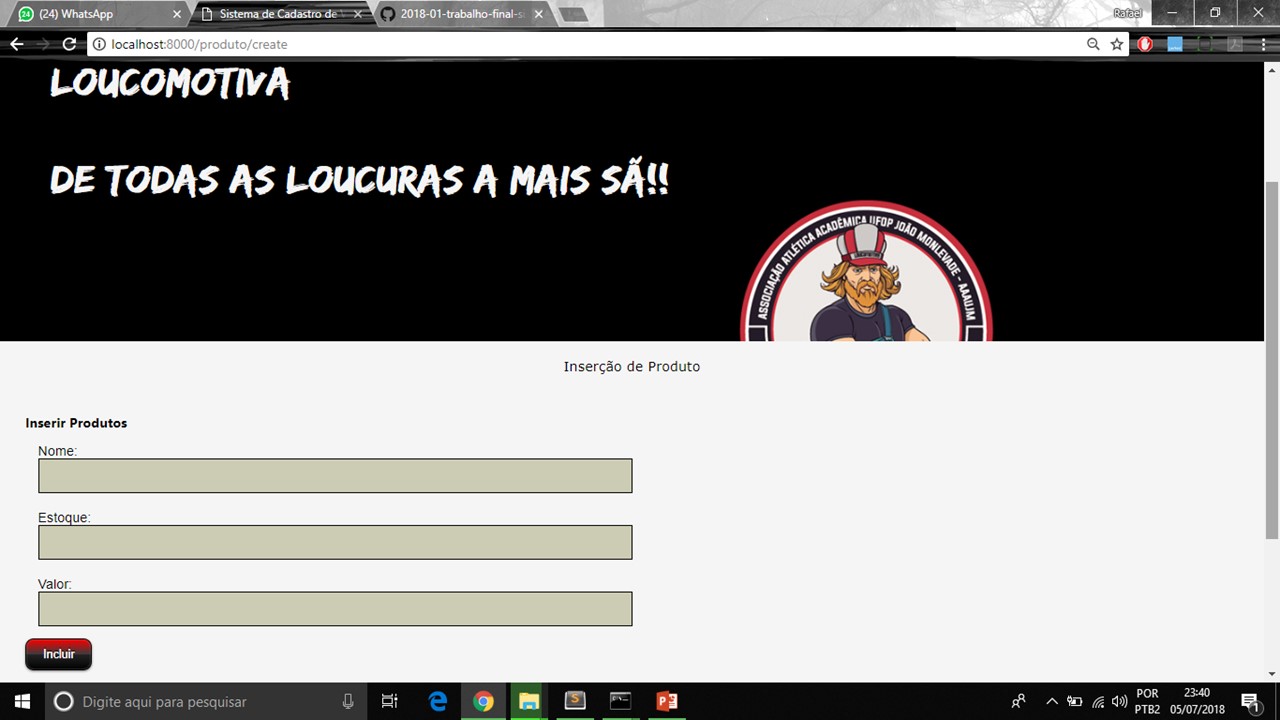 (24) WhatsApp
Sistema de Cadastro de
2018-01-trabalho-final-s
Rafael
localhost:8000/produto/create
LOUCOMOTIVA
DE TODAS AS LOUCURAS A MAIS SÃ!!
ASSOCIAÇÃO ATLÉTICA ACADÊMICA UFOP JOÃO MONLEVADE - AAAUJM
Inserção de Produto
Inserir Produtos
Nome:
Estoque:
Valor:
Incluir
Digite aqui para pesquisar
POR
PTB2
23:40
05/07/2018
1